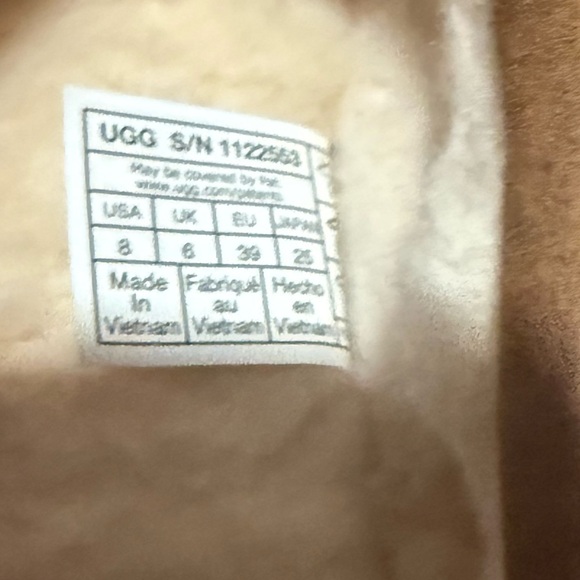 UGG S/N 1122553
May be covered by Pat.
www.ugg.com/patents
USA UK EU JAPAN
8 6 39 25
Made Fabriqué Hecho
In au en
Vietnam Vietnam Vietnam